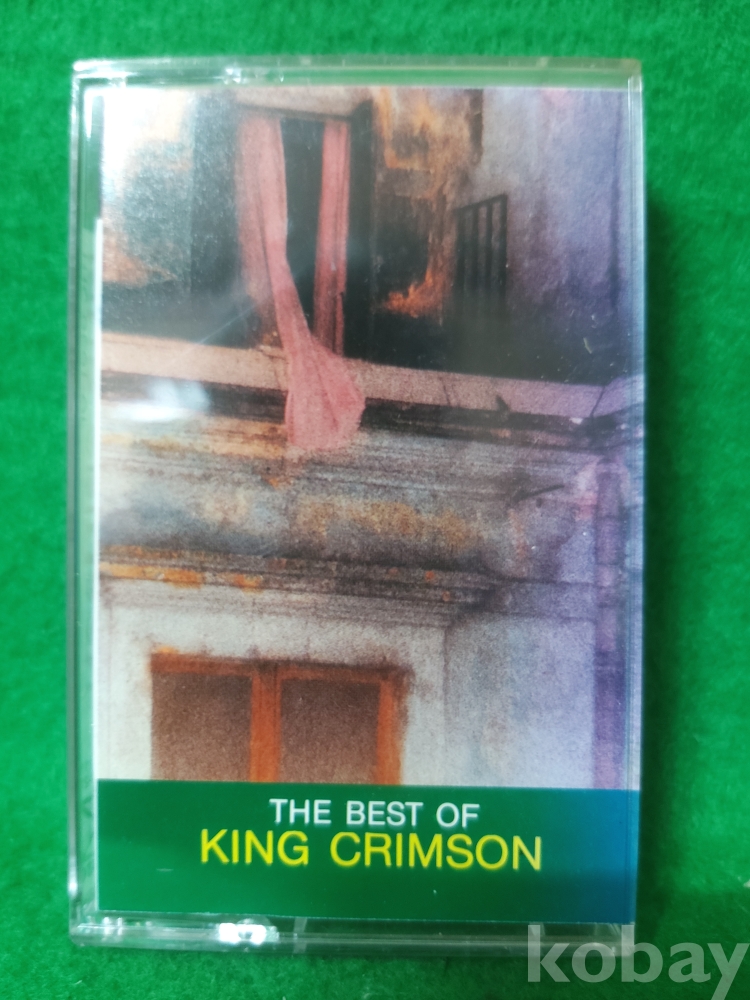 THE BEST OF
KING CRIMSON
kobay